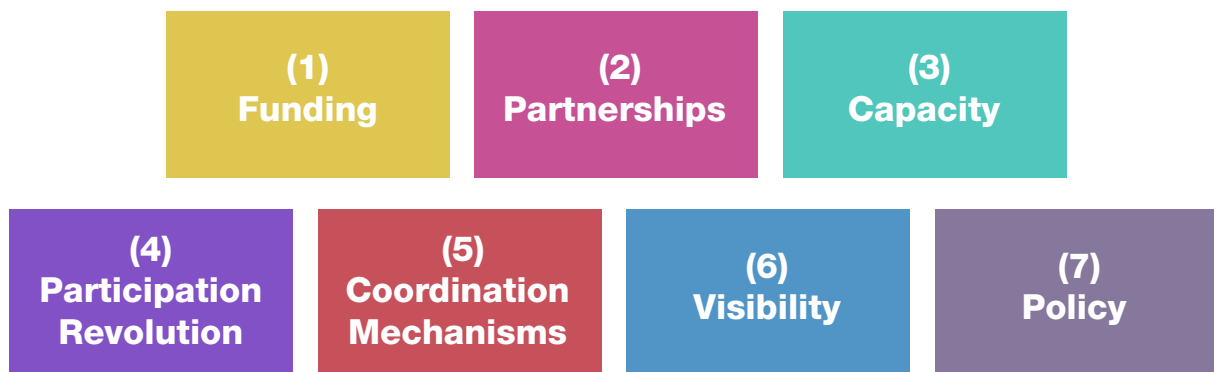 (1)
Funding
(2)
Partnerships
(3)
Capacity
(4)
Participation
Revolution
(5)
Coordination
Mechanisms
(6)
Visibility
(7)
Policy